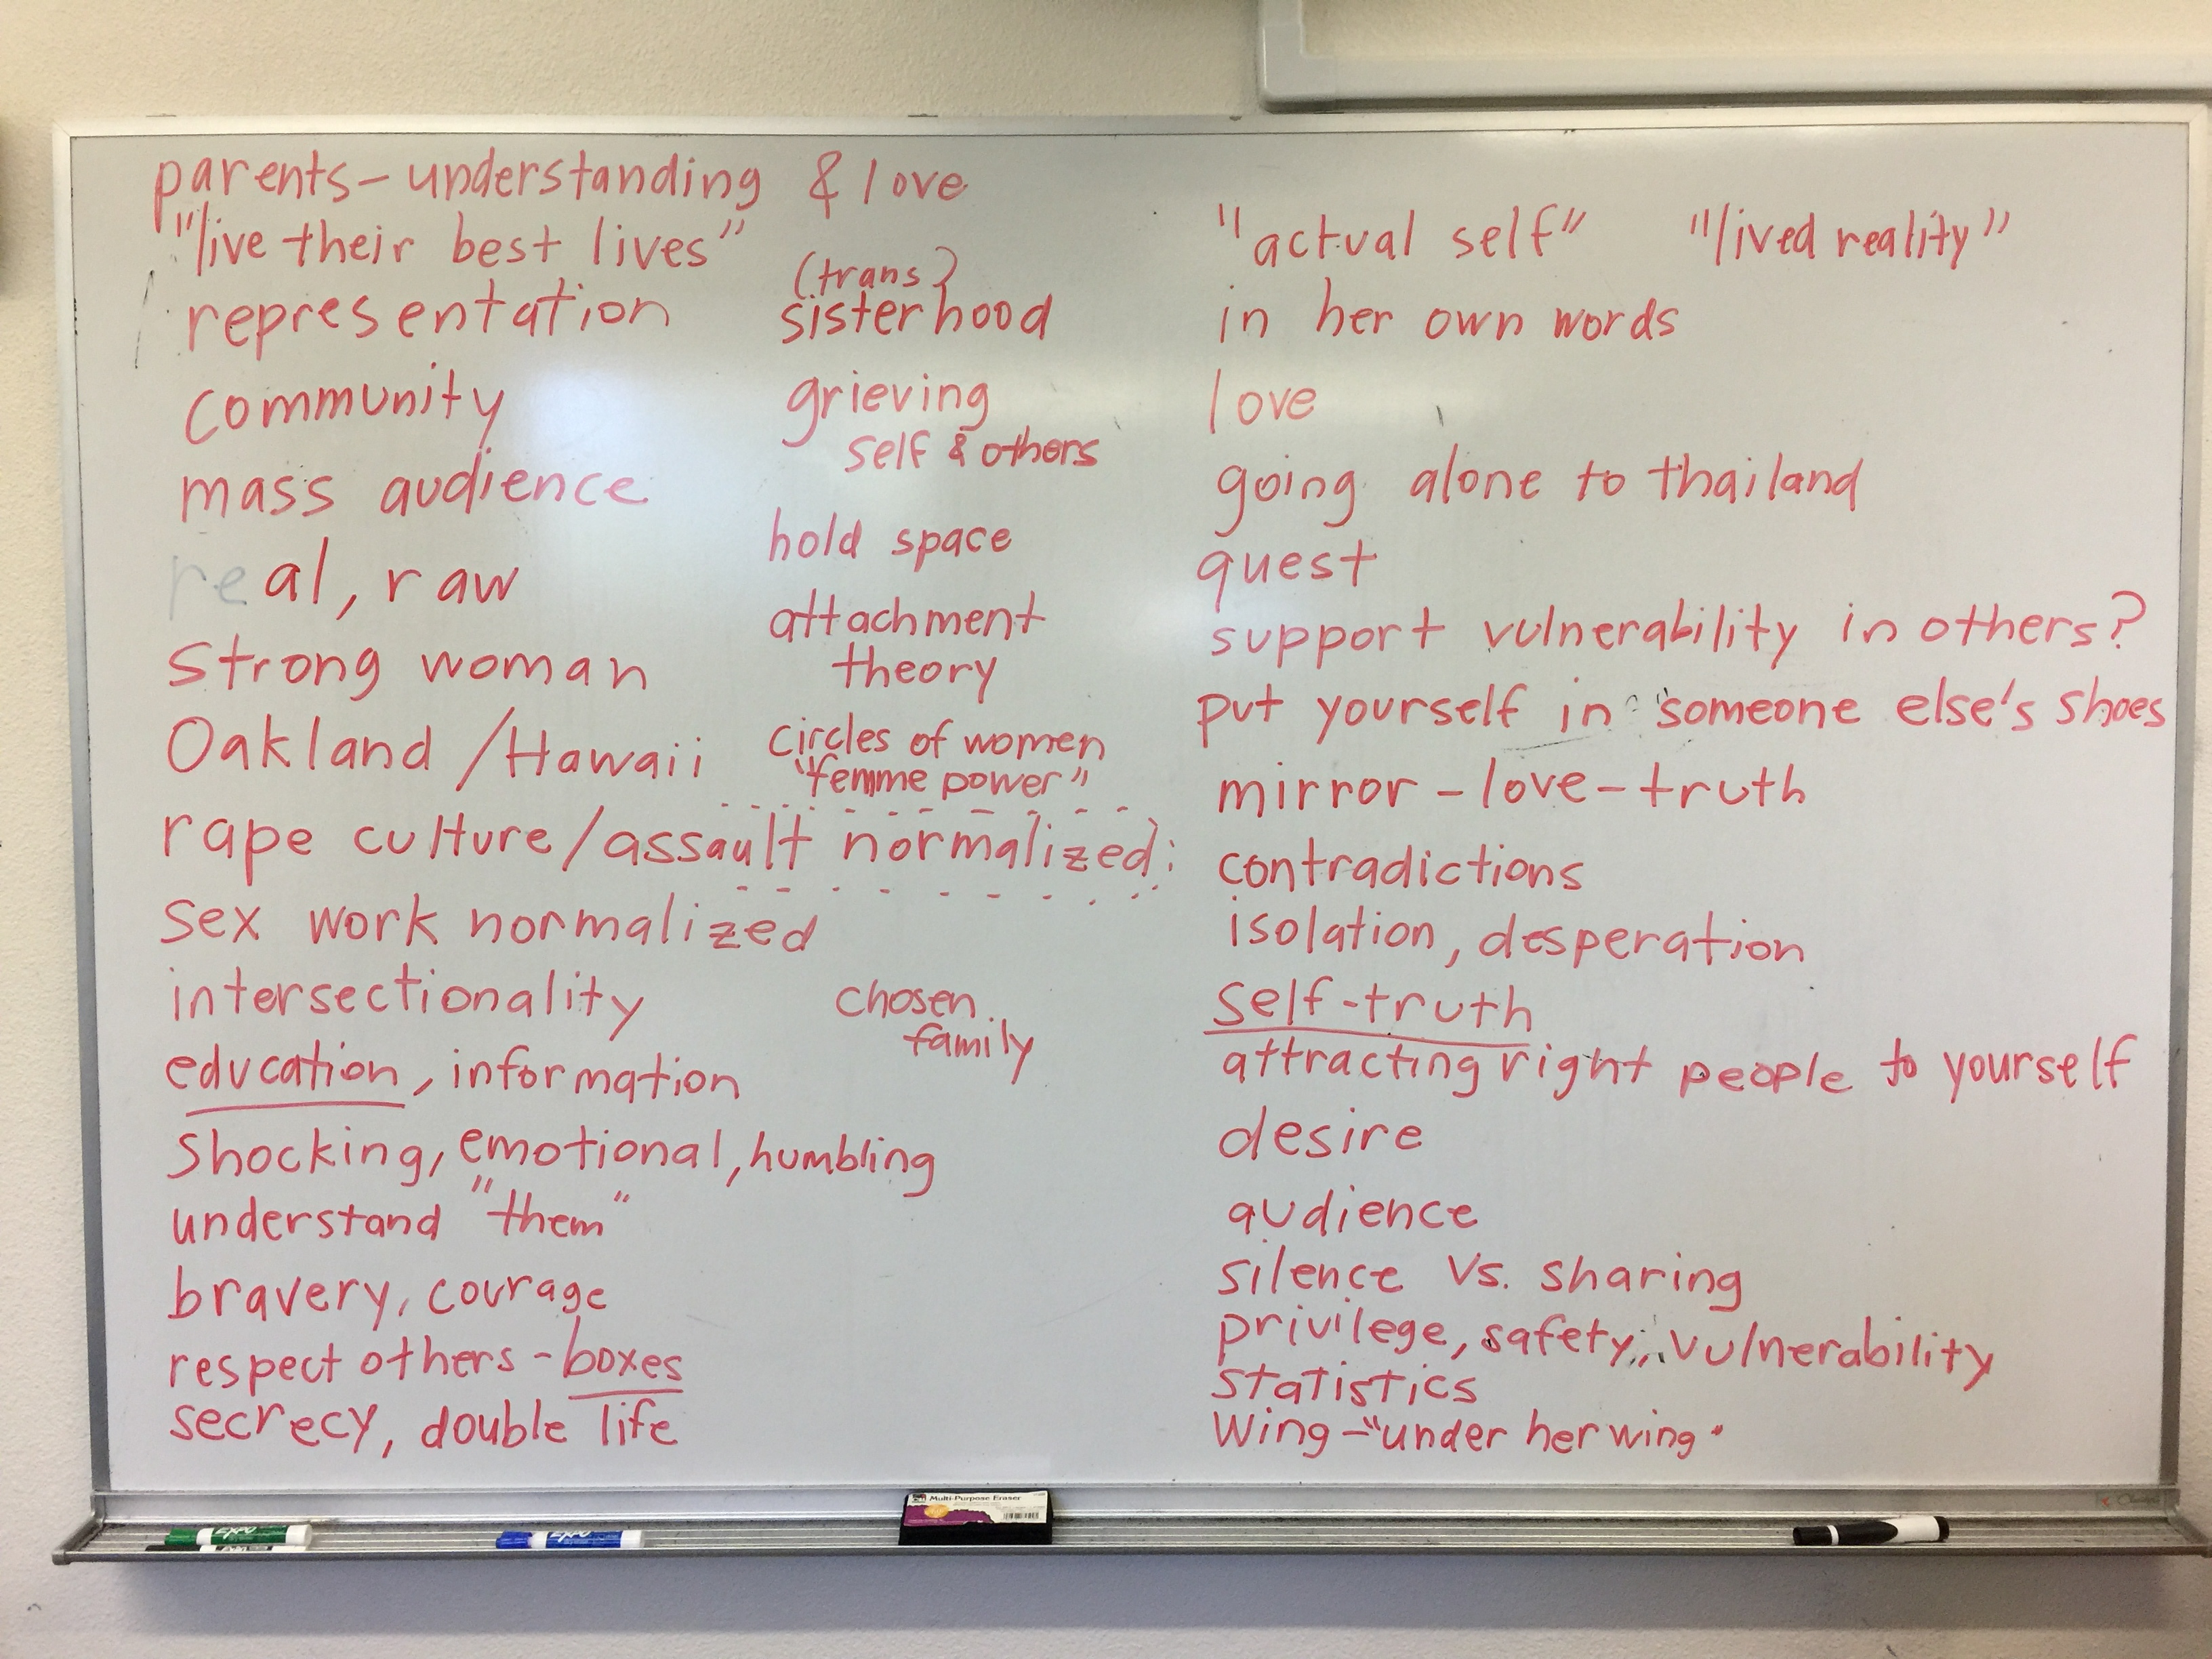 parents - understanding & love
"live their best lives"
representation
community
mass audience
real, raw
strong woman
Oakland / Hawaii
rape culture/assault normalized
sex work normalized
intersectionality
education, information
shocking, emotional, humbling
understand "them"
bravery, courage
respect others - boxes
secrecy, double life
(trans)
sisterhood
grieving
self & others
hold space
attachment
theory
circles of women
"femme power"
chosen
family
"actual self" "lived reality"
in her own words
love
going alone to thailand
quest
support vulnerability in others?
put yourself in someone else's shoes
mirror - love - truth
contradictions
isolation, desperation
self-truth
attracting right people to yourself
desire
audience
silence vs. sharing
privilege, safety, vulnerability
statistics
wing - "under her wing"
EXPO
EXPO
Multi-Purpose Eraser